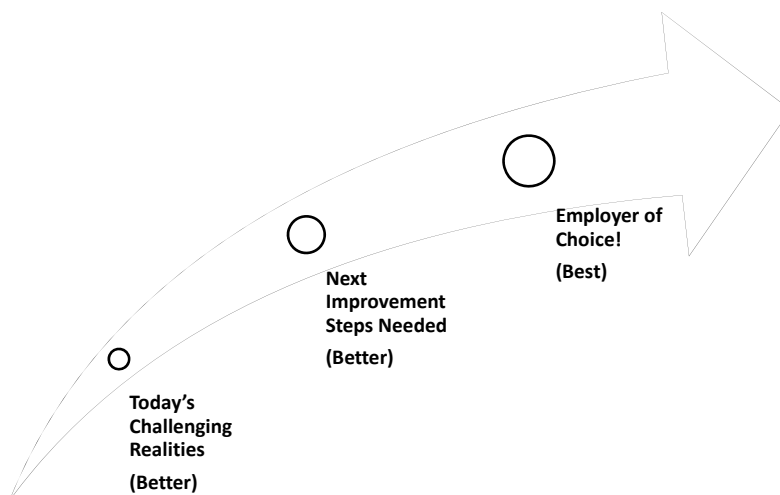 Today’s
Challenging
Realities
(Better)
Next
Improvement
Steps Needed
(Better)
Employer of
Choice!
(Best)